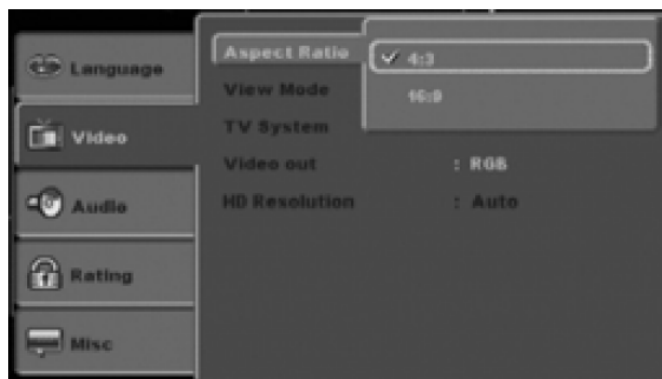 Language
Video
Audio
Rating
Misc
Aspect Ratio
4:3
16:9
View Mode
TV System
Video out : RGB
HD Resolution : Auto